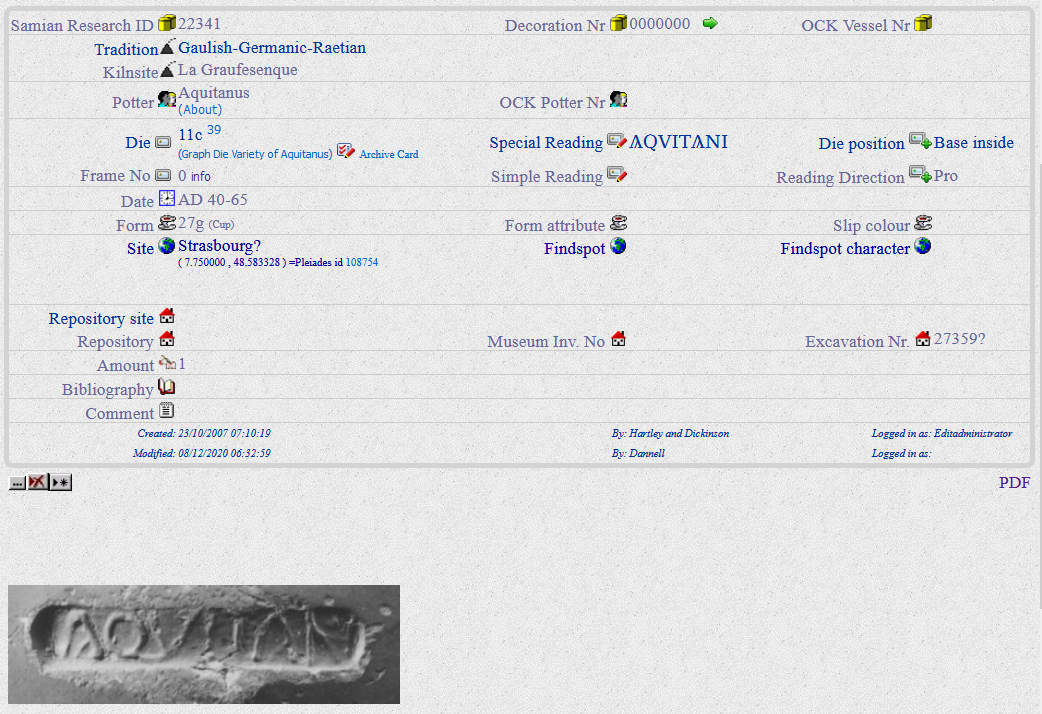 Samian Research ID 22341 Decoration Nr 0000000 OCK Vessel Nr
Tradition Gaulish-Germanic-Raetian
Kilnsite La Graufesenque
Potter Aquitanus OCK Potter Nr
(About)
Die 11c 39 Special Reading ΛQVITΛNI Die position Base inside
(Graph Die Variety of Aquitanus) Archive Card
Frame No 0 info Simple Reading Reading Direction Pro
Date AD 40-65
Form 27g (Cup) Form attribute Slip colour
Site Strasbourg? Findspot Findspot character
( 7.750000 , 48.583328 ) =Pleiades id 108754
Repository site
Repository Museum Inv. No Excavation Nr. 27359?
Amount 1
Bibliography
Comment
Created: 23/10/2007 07:10:19 By: Hartley and Dickinson Logged in as: Editadministrator
Modified: 08/12/2020 06:32:59 By: Dannell Logged in as:
... PDF
ΛQVITΛNI